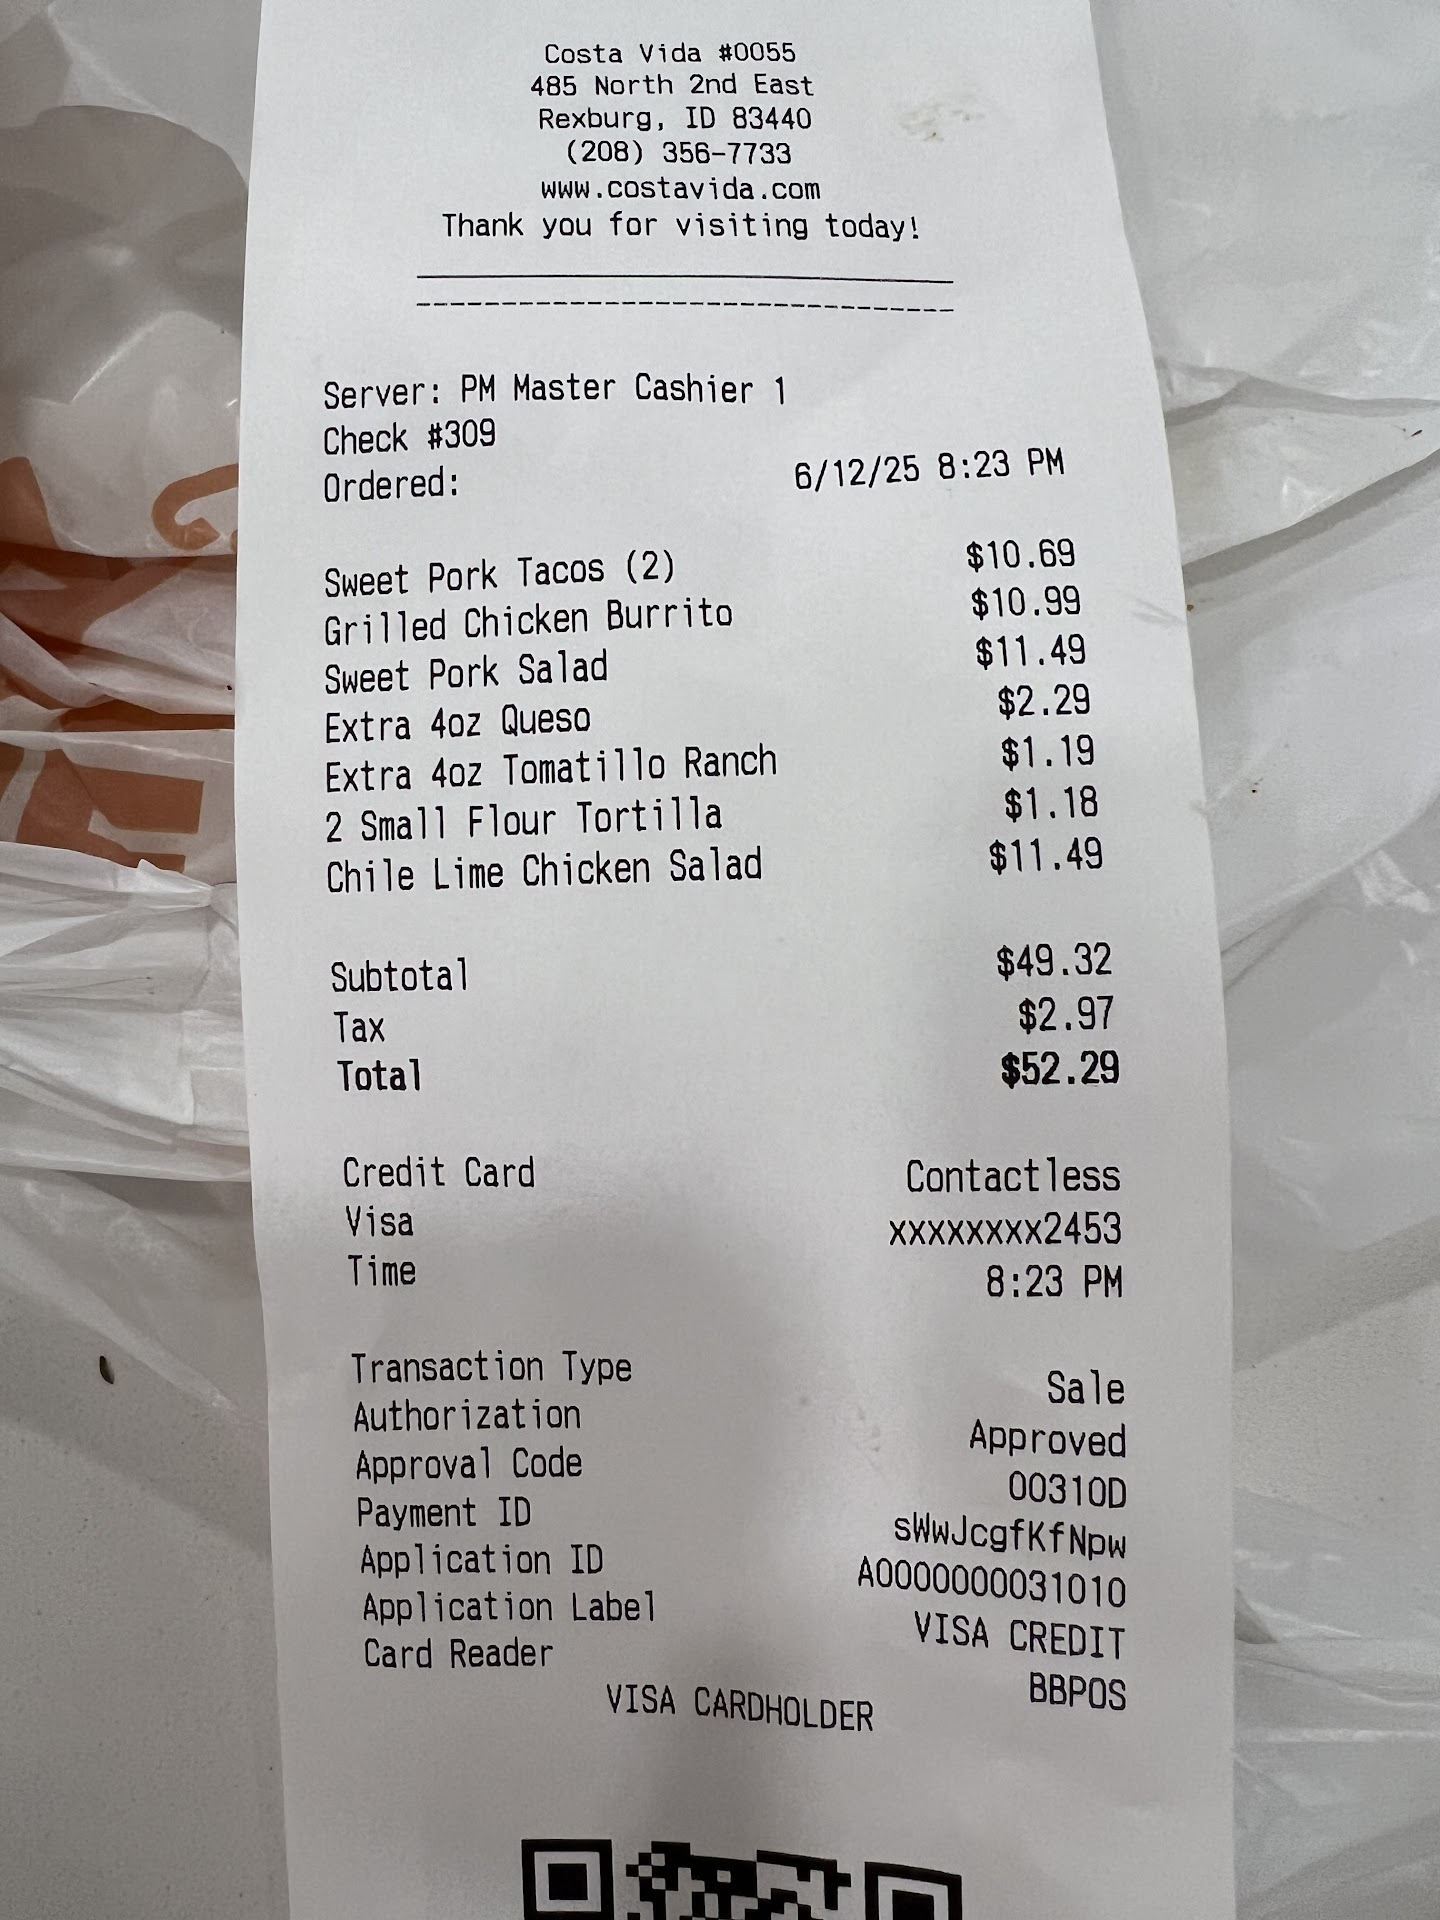 Costa Vida #0055
485 North 2nd East
Rexburg, ID 83440
(208) 356-7733
www.costavida.com
Thank you for visiting today!
Server: PM Master Cashier 1
Check #309
Ordered: 6/12/25 8:23 PM
Sweet Pork Tacos (2) $10.69
Grilled Chicken Burrito $10.99
Sweet Pork Salad $11.49
Extra 4oz Queso $2.29
Extra 4oz Tomatillo Ranch $1.19
2 Small Flour Tortilla $1.18
Chile Lime Chicken Salad $11.49
Subtotal $49.32
Tax $2.97
Total $52.29
Credit Card Contactless
Visa xxxxxxxx2453
Time 8:23 PM
Transaction Type Sale
Authorization Approved
Approval Code 00310D
Payment ID sWwJcgfKfNpw
Application ID A0000000031010
Application Label VISA CREDIT
Card Reader BBPOS
VISA CARDHOLDER